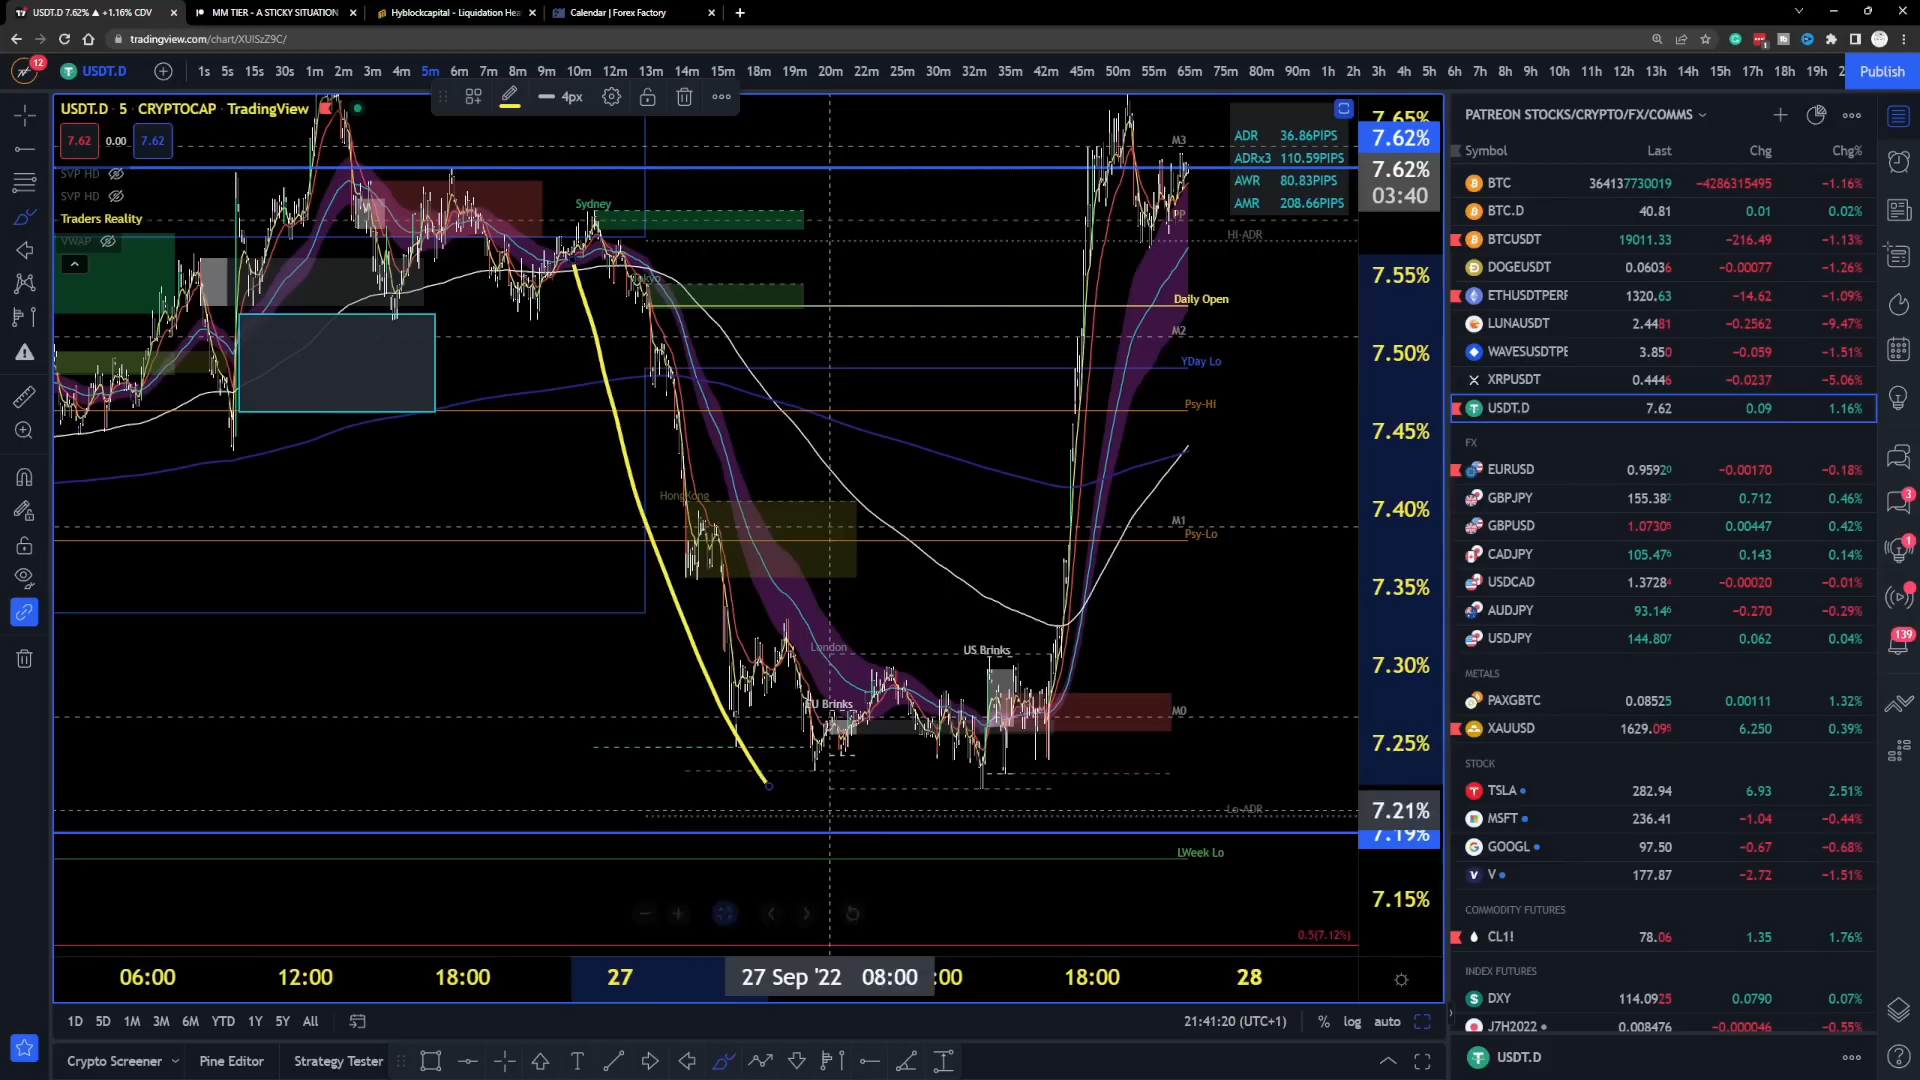 USDT.D 7.62% ▲ +1.16% CDV
MM TIER - A STICKY SITUATION
Hyblockcapital - Liquidation Hea
Calendar | Forex Factory
tradingview.com/chart/XUISzZ9C/
12
USDT.D
1s 5s 15s 30s 1m 2m 3m 4m 5m 6m 7m 8m 9m 10m 12m 13m 14m 15m 18m 19m 20m 22m 25m 30m 32m 35m 42m 45m 50m 55m 65m 75m 80m 90m 1h 2h 3h 4h 5h 6h 7h 8h 9h 10h 11h 12h 13h 14h 15h 17h 18h 19h 2
Publish
4px
USDT.D · 5 · CRYPTOCAP · TradingView
7.62 0.00 7.62
SVP HD
SVP HD
Traders Reality
VWAP
ADR 36.86PIPS
ADRx3 110.59PIPS
AWR 80.83PIPS
AMR 208.66PIPS
M3
PP
Hi-ADR
Sydney
Daily Open
M2
YDay Lo
Psy-Hi
HongKong
M1
Psy-Lo
London
US Brinks
EU Brinks
M0
Lo-ADR
LWeek Lo
0.5(7.12%)
7.65%
7.62%
7.62%
03:40
7.55%
7.50%
7.45%
7.40%
7.35%
7.30%
7.25%
7.21%
7.19%
7.15%
06:00 12:00 18:00 27 27 Sep '22 08:00 :00 18:00 28
1D 5D 1M 3M 6M YTD 1Y 5Y All
21:41:20 (UTC+1) % log auto
Crypto Screener Pine Editor Strategy Tester
PATREON STOCKS/CRYPTO/FX/COMMS
Symbol Last Chg Chg%
BTC 364137730019 −4286315495 −1.16%
BTC.D 40.81 0.01 0.02%
BTCUSDT 19011.33 −216.49 −1.13%
DOGEUSDT 0.06036 −0.00077 −1.26%
ETHUSDTPERF 1320.63 −14.62 −1.09%
LUNAUSDT 2.4481 −0.2562 −9.47%
WAVESUSDTPE 3.850 −0.059 −1.51%
XRPUSDT 0.4446 −0.0237 −5.06%
USDT.D 7.62 0.09 1.16%
FX
EURUSD 0.95920 −0.00170 −0.18%
GBPJPY 155.382 0.712 0.46%
GBPUSD 1.07305 0.00447 0.42%
CADJPY 105.476 0.143 0.14%
USDCAD 1.37284 −0.00020 −0.01%
AUDJPY 93.146 −0.270 −0.29%
USDJPY 144.807 0.062 0.04%
METALS
PAXGBTC 0.08525 0.00111 1.32%
XAUUSD 1629.095 6.250 0.39%
STOCK
TSLA 282.94 6.93 2.51%
MSFT 236.41 −1.04 −0.44%
GOOGL 97.50 −0.67 −0.68%
V 177.87 −2.72 −1.51%
COMMODITY FUTURES
CL1! 78.06 1.35 1.76%
INDEX FUTURES
DXY 114.0925 0.0790 0.07%
J7H2022 0.008476 −0.000046 −0.55%
USDT.D
3
1
139